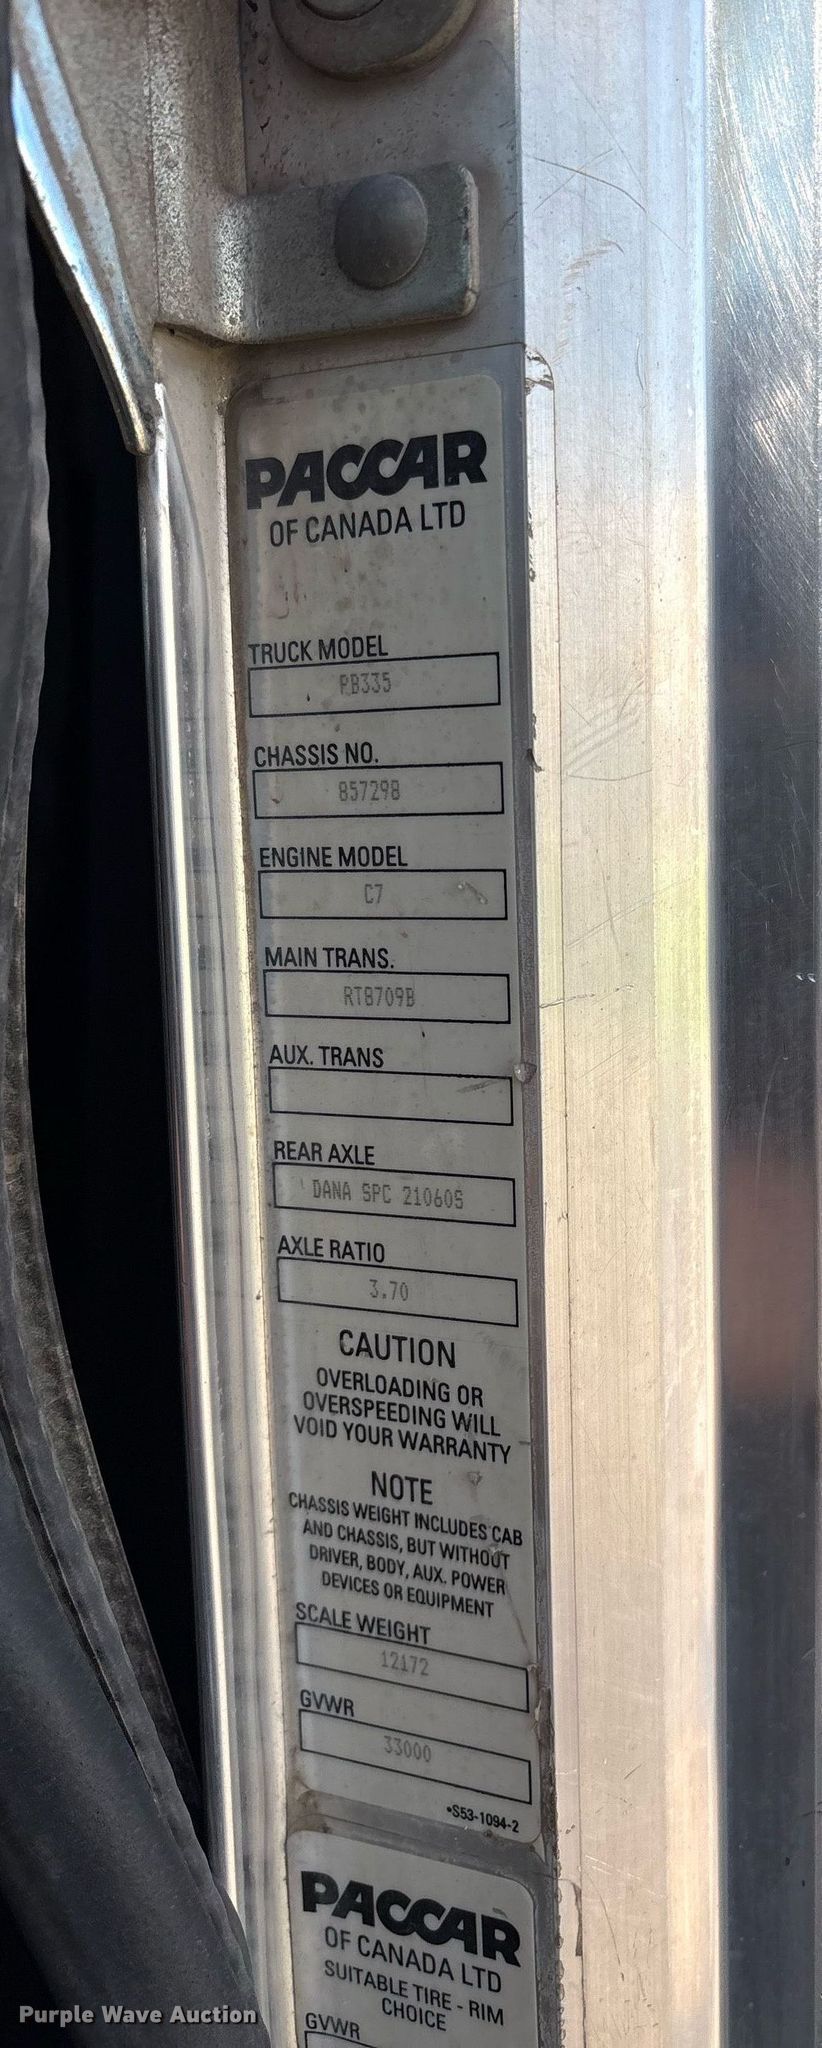 PACCAR
OF CANADA LTD
TRUCK MODEL
PB335
CHASSIS NO.
857298
ENGINE MODEL
C7
MAIN TRANS.
RT8709B
AUX. TRANS
REAR AXLE
DANA SPC 21060S
AXLE RATIO
3.70
CAUTION
OVERLOADING OR
OVERSPEEDING WILL
VOID YOUR WARRANTY
NOTE
CHASSIS WEIGHT INCLUDES CAB
AND CHASSIS, BUT WITHOUT
DRIVER, BODY, AUX. POWER
DEVICES OR EQUIPMENT
SCALE WEIGHT
12172
GVWR
33000
•S53-1094-2
PACCAR
OF CANADA LTD
SUITABLE TIRE - RIM
CHOICE
GVWR
Purple Wave Auction